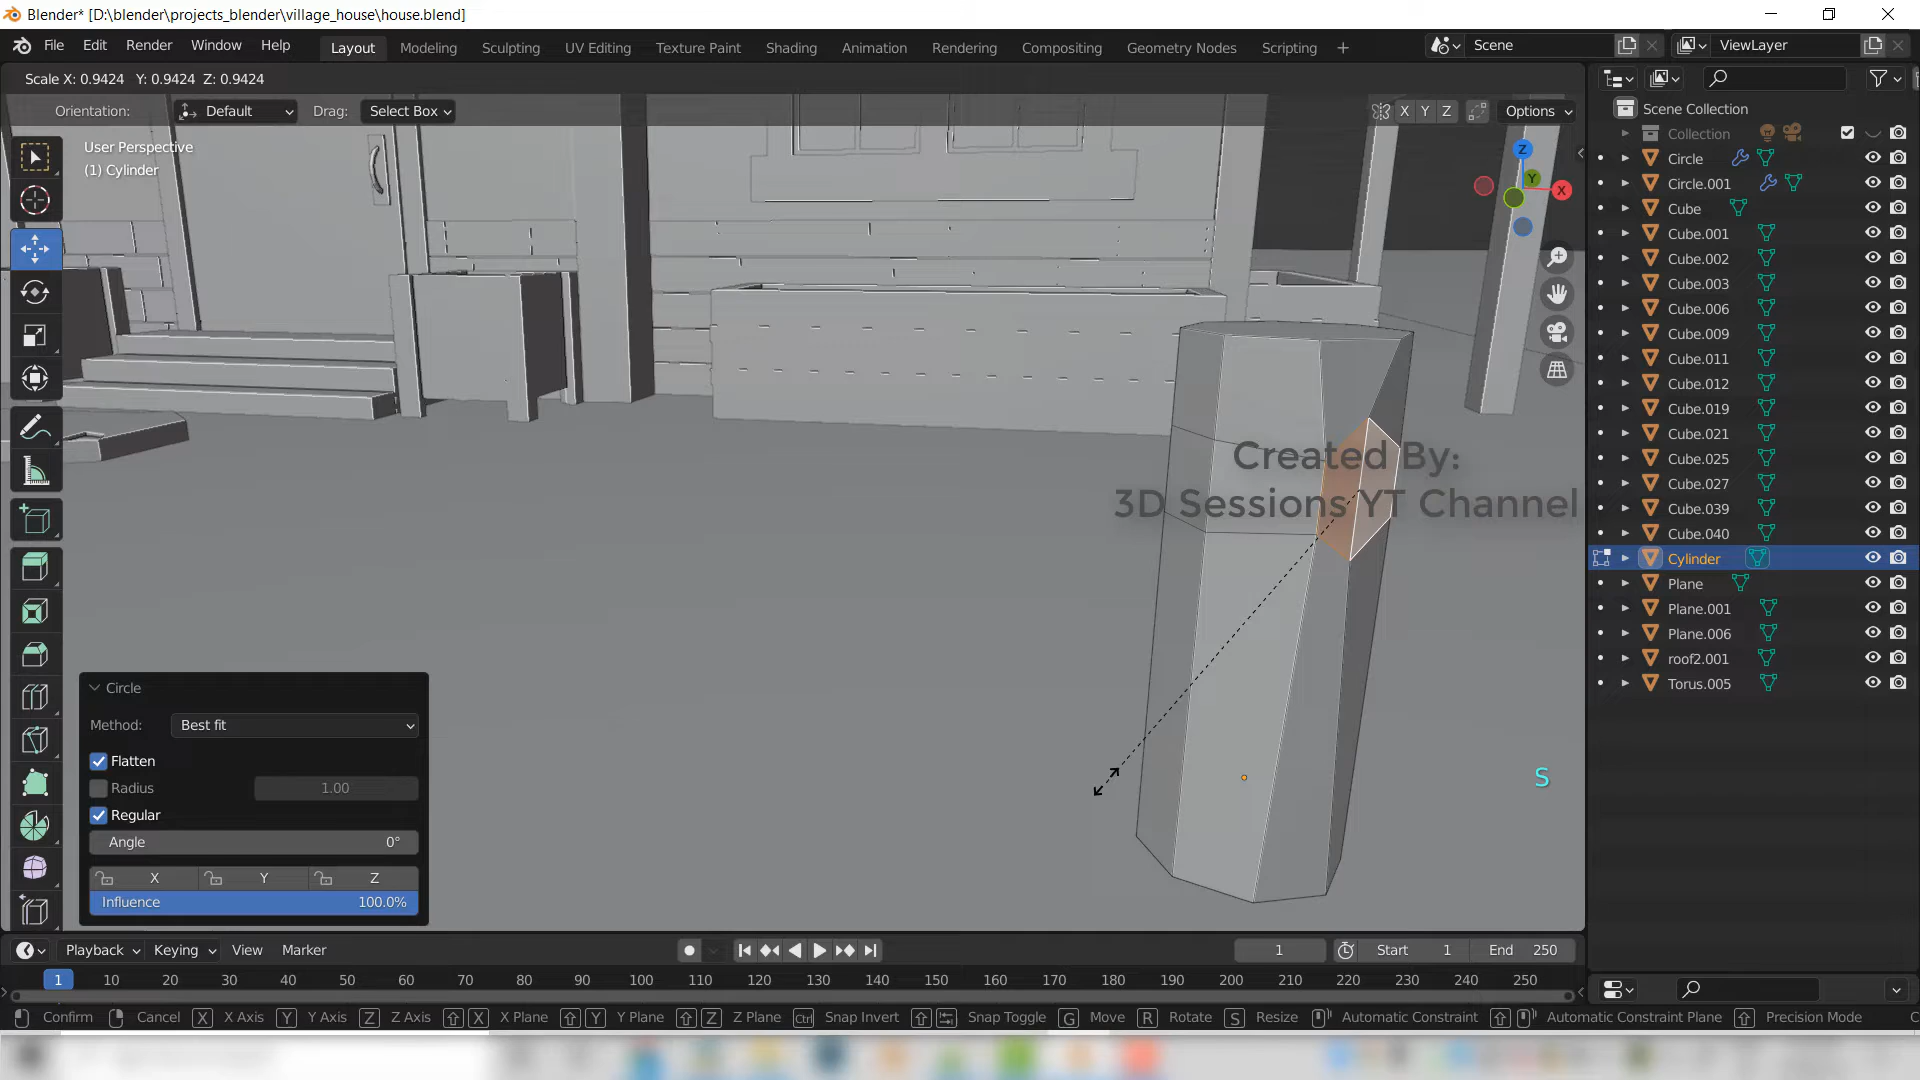 Blender* [D:\blender\projects_blender\village_house\house.blend]
File Edit Render Window Help Layout Modeling Sculpting UV Editing Texture Paint Shading Animation Rendering Compositing Geometry Nodes Scripting + Scene ViewLayer
Scale X: 0.9424 Y: 0.9424 Z: 0.9424
Orientation: Default Drag: Select Box X Y Z Options
User Perspective
(1) Cylinder
Z
Y
X
Scene Collection
Collection
Circle
Circle.001
Cube
Cube.001
Cube.002
Cube.003
Cube.006
Cube.009
Cube.011
Cube.012
Cube.019
Cube.021
Cube.025
Cube.027
Cube.039
Cube.040
Cylinder
Plane
Plane.001
Plane.006
roof2.001
Torus.005
Created By:
3D Sessions YT Channel
S
Circle
Method: Best fit
Flatten
Radius 1.00
Regular
Angle 0°
X Y Z
Influence 100.0%
Playback Keying View Marker 1 Start 1 End 250
1 10 20 30 40 50 60 70 80 90 100 110 120 130 140 150 160 170 180 190 200 210 220 230 240 250
Confirm Cancel X X Axis Y Y Axis Z Z Axis X X Plane Y Y Plane Z Z Plane Ctrl Snap Invert Snap Toggle G Move R Rotate S Resize Automatic Constraint Automatic Constraint Plane Precision Mode